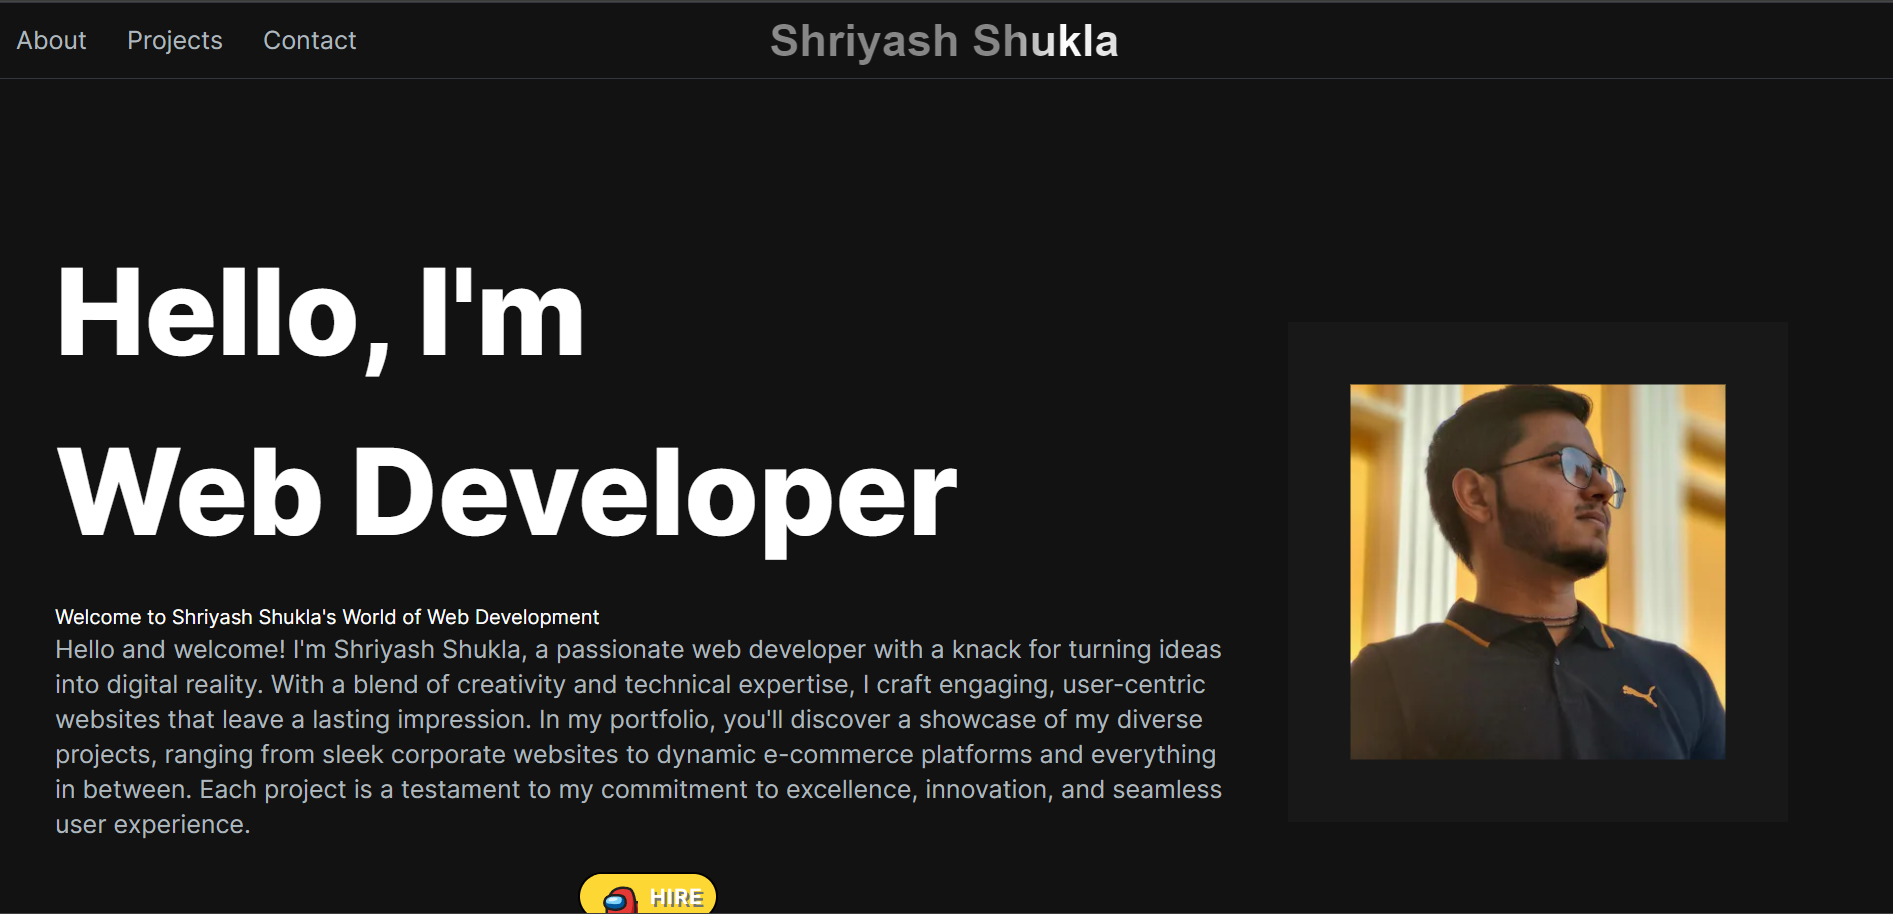 About Projects Contact
Shriyash Shukla
Hello, I'm
Web Developer
Welcome to Shriyash Shukla's World of Web Development
Hello and welcome! I'm Shriyash Shukla, a passionate web developer with a knack for turning ideas
into digital reality. With a blend of creativity and technical expertise, I craft engaging, user-centric
websites that leave a lasting impression. In my portfolio, you'll discover a showcase of my diverse
projects, ranging from sleek corporate websites to dynamic e-commerce platforms and everything
in between. Each project is a testament to my commitment to excellence, innovation, and seamless
user experience.
HIRE